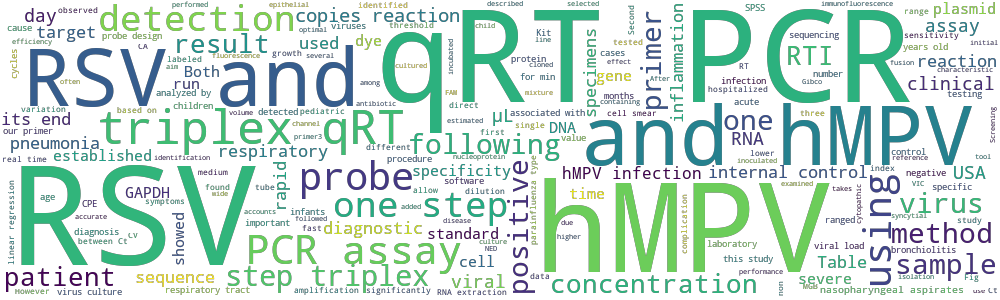 day observed
cause target
efficiency
detection
performed epithelial
viruses
copies reaction
result used dye
identified
threshold
child
primer
described selected
protein
Kit line
cloned
for min
Second
tested
cases effect
gene
months
containing
specimens
inflammation
SPSS immunofluorescence
sequencing
RT
RTI
number
Gibco
infection
hospitalized
acute
range plasmid
sensitivity assay
years old
run initial
fusion reaction
characteristic
clinical
testing
RSV and qRT PCR
cycles
probe design
CA fluorescence
labeled growth several
aim
often Both
analyzed by
children
cultured
incubated
among
FAM mixture
optimal
antibiotic
variation based on
its end
our primer
pneumonia
real time identification
triplex qRT
volume detected pediatric
channel
primer3
estimated
different
direct
μL
following
associated with
first single
DNA
value
cell smear
one
RNA
lower
inoculated
and hMPV
three
control
reference
Screening
tool
established respiratory
GAPDH
rapid
probe
procedure nucleoprotein
specificity
software dilution
allow
parainfluenza type
hMPV infection internal control
time
index
VIC
negative USA
specific
examined
takes
cytopathic
virus
syncytial study
RSV
linear regression
age
CPE
symptoms
diagnosis
between Ct
accurate
found
wide
showed
LV
tube
accounts infants
important followed
fast
one step
added
diagnostic
standard
disease
culture
NED
positive
hMPV
due
higher
complication
laboratory
ranged
viral load
this study
performance
bronchiolitis
using
method
isolation
sample
patient
sequence
PCR assay
step triplex
cell
viral
concentration
data
Table
severe
MGB
noon
nasopharyngeal aspirates
Fig
use Ct
However virus culture
respiratory tract
amplification significantly
RNA extraction
After